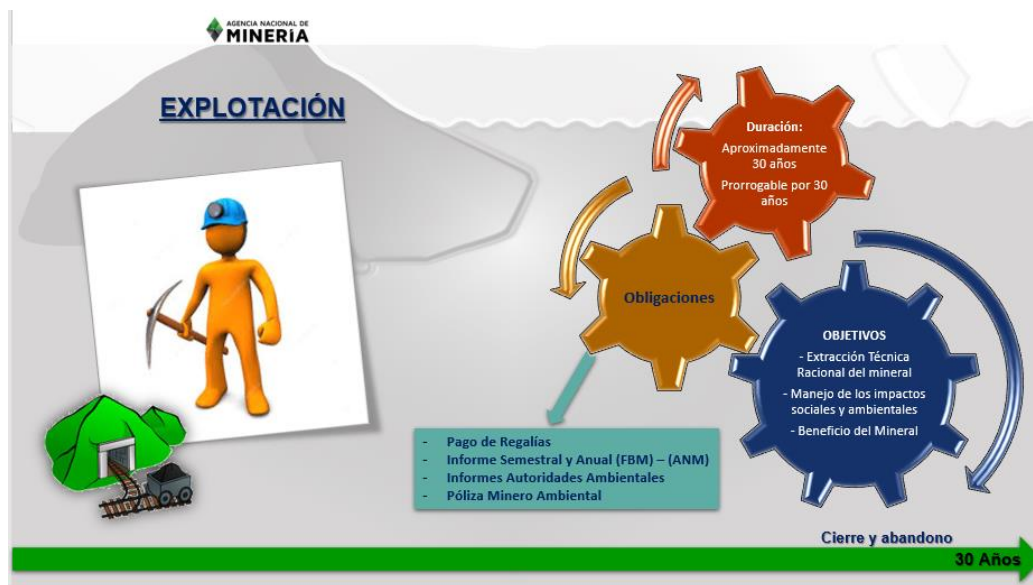 AGENCIA NACIONAL DE
MINERÍA
EXPLOTACIÓN
Duración:
Aproximadamente
30 años
Prorrogable por 30
años
Obligaciones
OBJETIVOS
- Extracción Técnica
Racional del mineral
- Manejo de los impactos
sociales y ambientales
- Beneficio del Mineral
- Pago de Regalías
- Informe Semestral y Anual (FBM) – (ANM)
- Informes Autoridades Ambientales
- Póliza Minero Ambiental
Cierre y abandono
30 Años